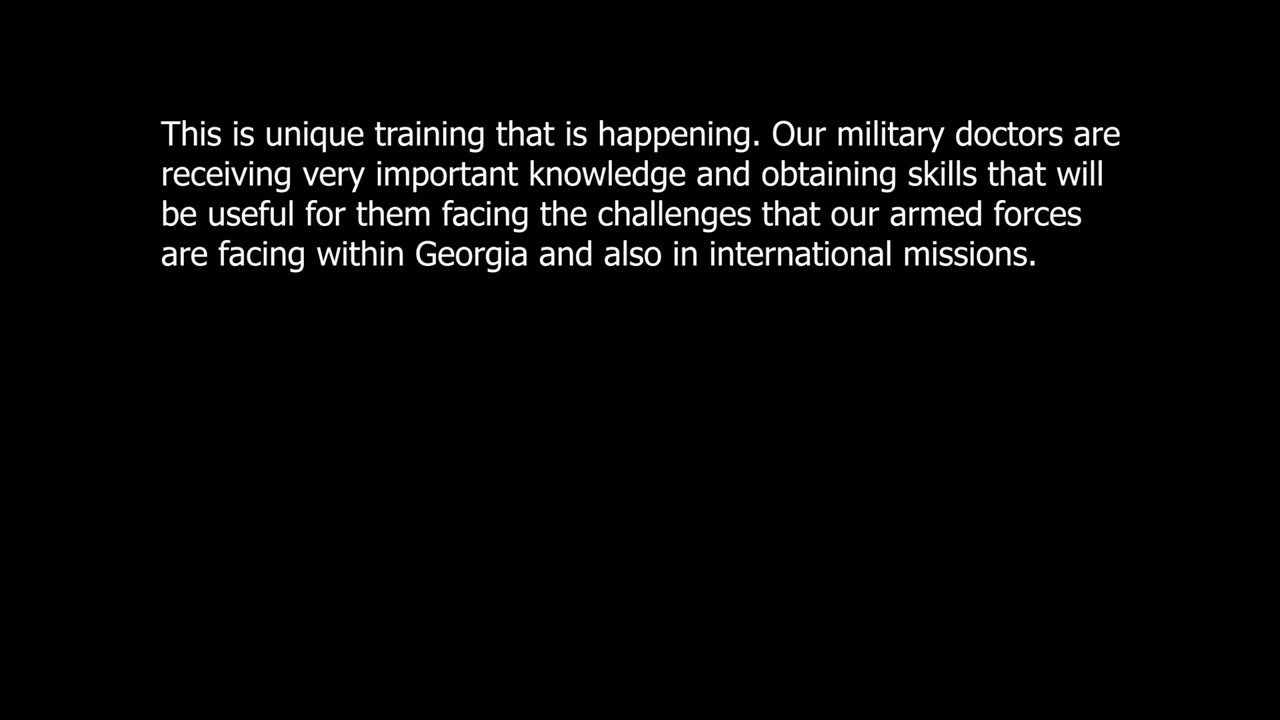 This is unique training that is happening. Our military doctors are
receiving very important knowledge and obtaining skills that will
be useful for them facing the challenges that our armed forces
are facing within Georgia and also in international missions.